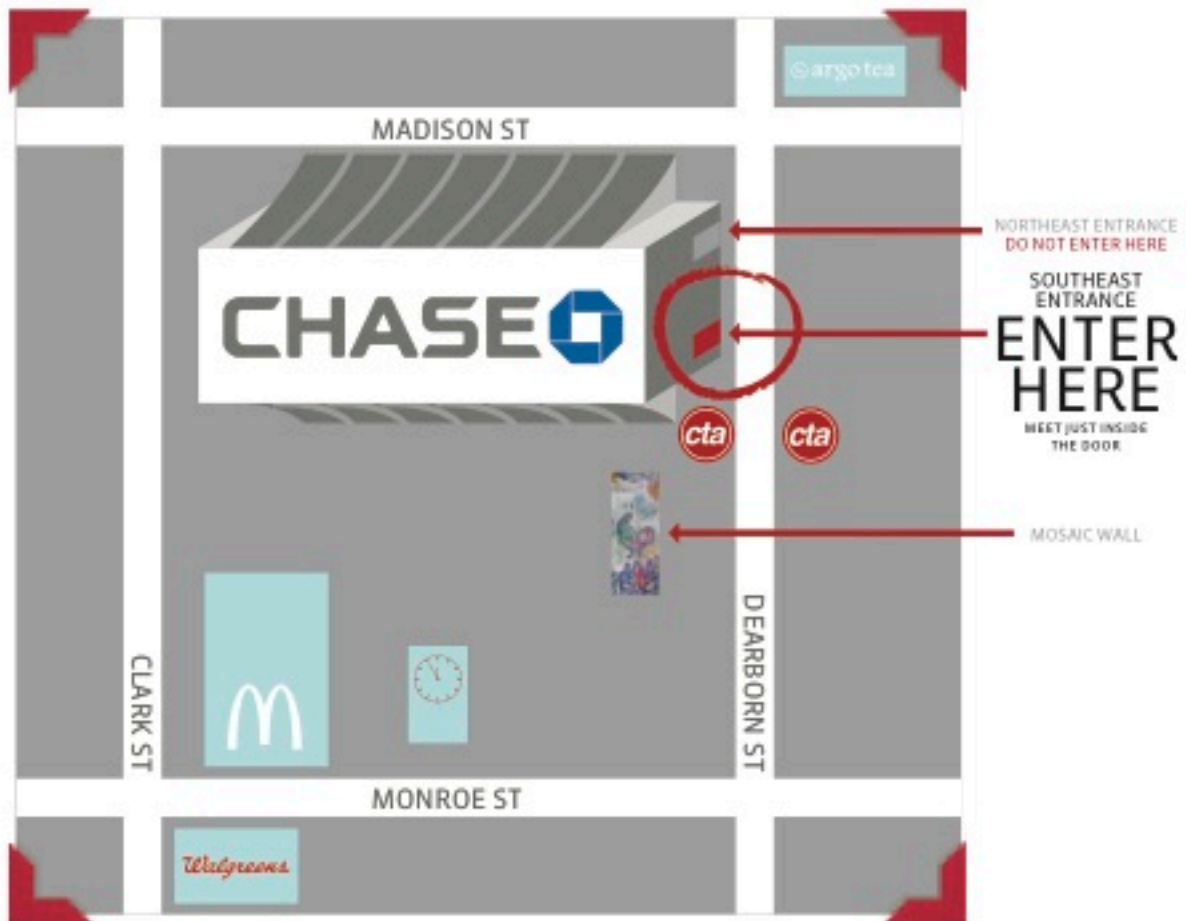 argo tea
MADISON ST
NORTHEAST ENTRANCE
DO NOT ENTER HERE
SOUTHEAST
ENTRANCE
ENTER
HERE
MEET JUST INSIDE
THE DOOR
CHASE
cta
cta
MOSAIC WALL
DEARBORN ST
CLARK ST
MONROE ST
Walgreens